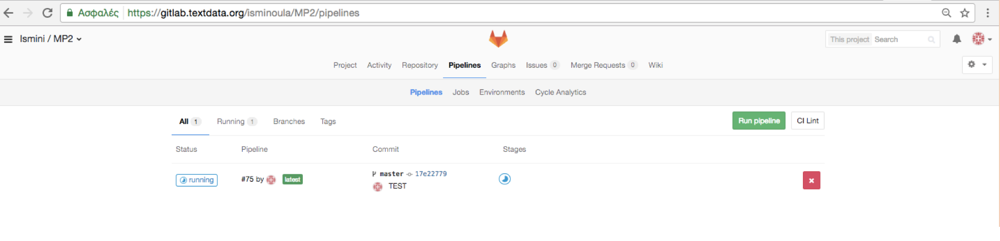 Ασφαλές https://gitlab.textdata.org/isminoula/MP2/pipelines
Ismini / MP2
This project Search
Project Activity Repository Pipelines Graphs Issues 0 Merge Requests 0 Wiki
Pipelines Jobs Environments Cycle Analytics
All 1 Running 1 Branches Tags Run pipeline CI Lint
Status Pipeline Commit Stages
running #75 by latest master 17e22779
TEST